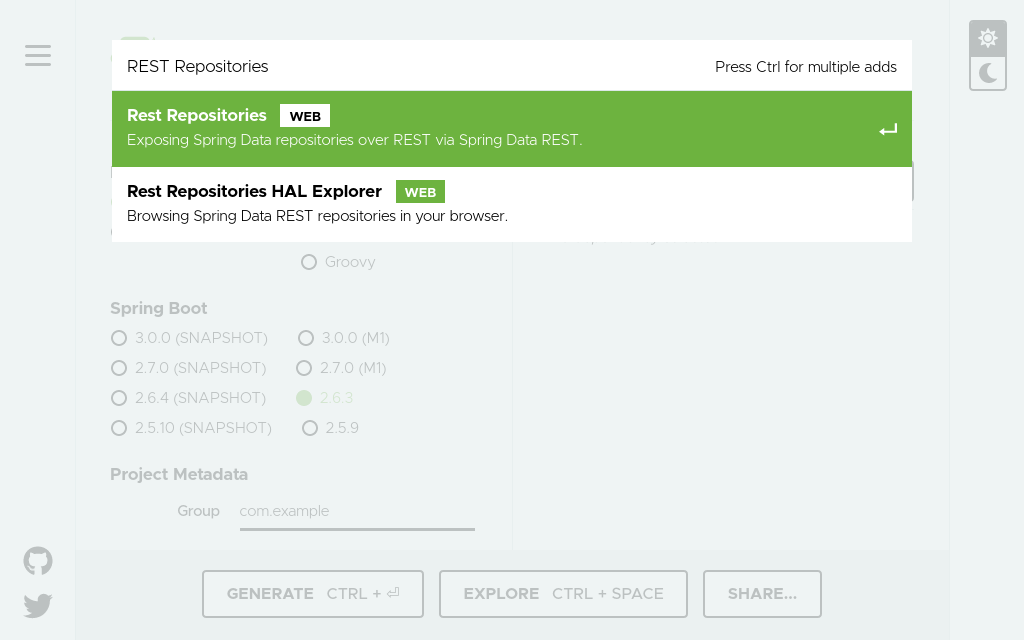 REST Repositories
Press Ctrl for multiple adds
Rest Repositories WEB
Exposing Spring Data repositories over REST via Spring Data REST.
Rest Repositories HAL Explorer WEB
Browsing Spring Data REST repositories in your browser.
Groovy
Spring Boot
3.0.0 (SNAPSHOT) 3.0.0 (M1)
2.7.0 (SNAPSHOT) 2.7.0 (M1)
2.6.4 (SNAPSHOT) 2.6.3
2.5.10 (SNAPSHOT) 2.5.9
Project Metadata
Group com.example
GENERATE CTRL + ⏎ EXPLORE CTRL + SPACE SHARE...